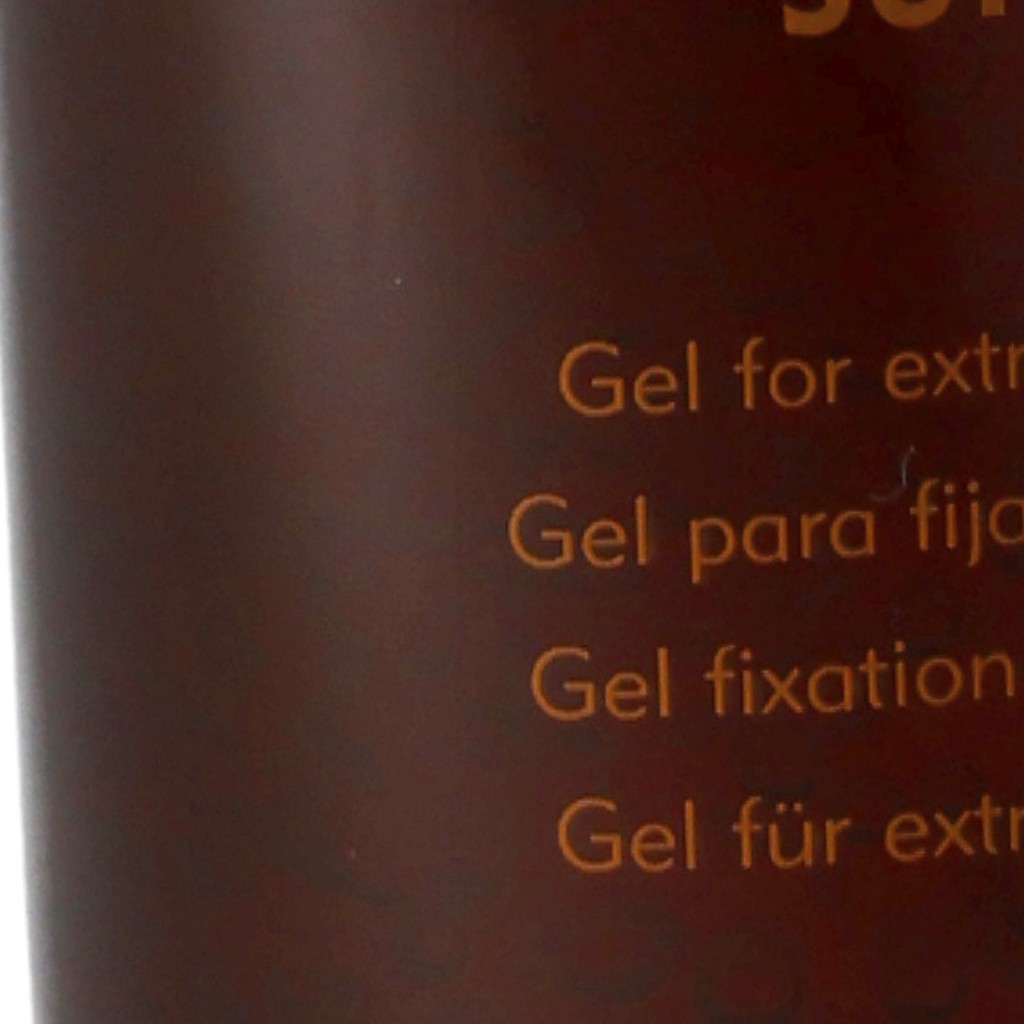 Gel for extr
Gel para fija
Gel fixation
Gel für extr